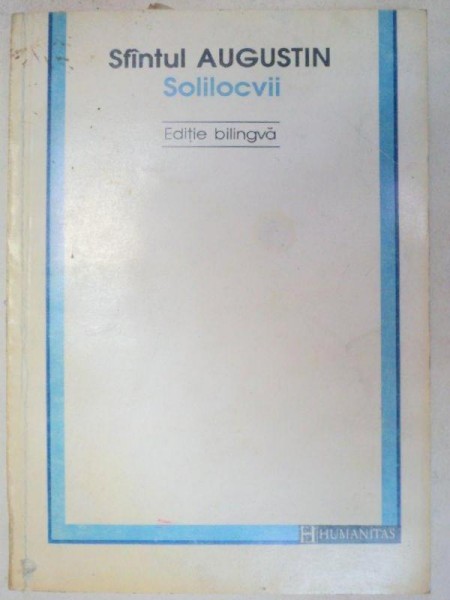 Sfîntul AUGUSTIN
Solilocvii
Ediție bilingvă
HUMANITAS